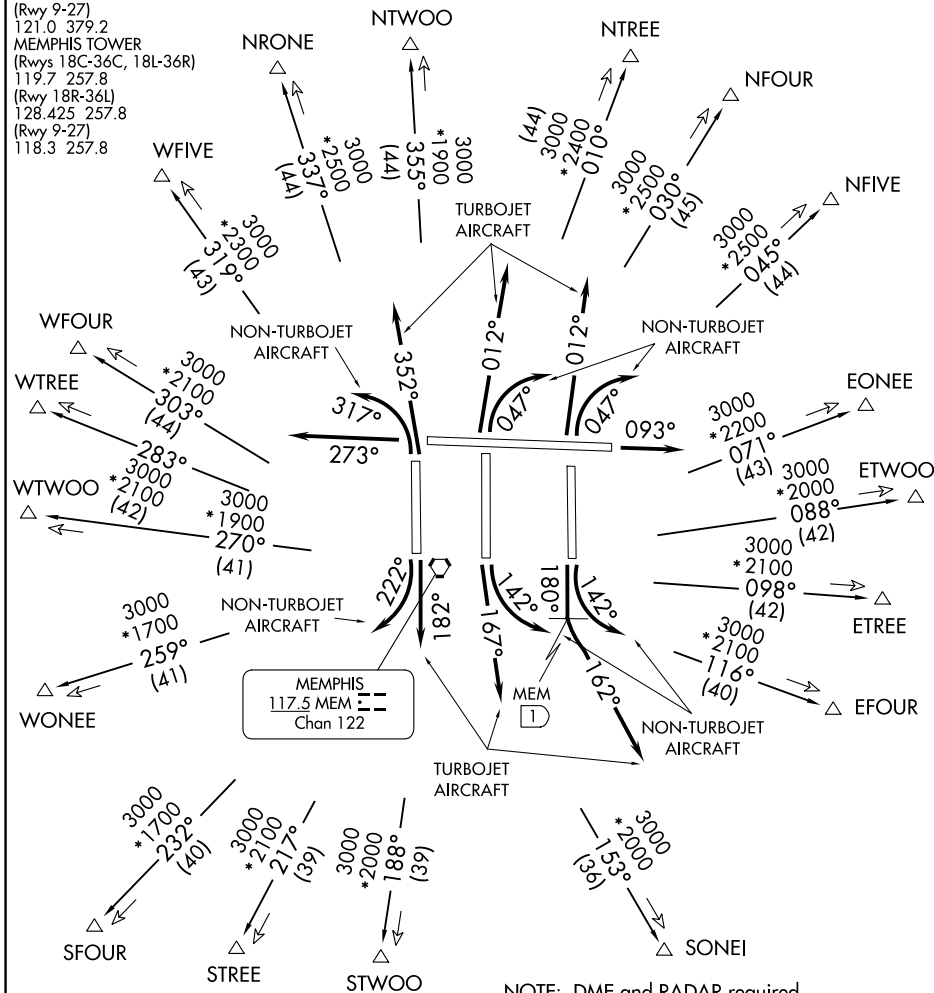 (Rwy 9-27)
121.0 379.2
MEMPHIS TOWER
(Rwys 18C-36C, 18L-36R)
119.7 257.8
(Rwy 18R-36L)
128.425 257.8
(Rwy 9-27)
118.3 257.8
NTWOO
3000
*1900
355°
(44)
NRONE
3000
*2500
337°
(44)
NTREE
(44)
3000
*2400
010°
NFOUR
3000
*2500
030°
(45)
NFIVE
3000
*2500
045°
(44)
WFIVE
3000
*2300
319°
(43)
TURBOJET
AIRCRAFT
WFOUR
3000
*2100
303°
(44)
NON-TURBOJET
AIRCRAFT
NON-TURBOJET
AIRCRAFT
352°
012°
012°
317°
047°
047°
273°
093°
WTREE
283°
3000
*2100
(42)
EONEE
3000
*2200
071°
(43)
ETWOO
3000
*2000
088°
(42)
WTWOO
3000
*1900
270°
(41)
3000
*2100
098°
(42)
ETREE
222°
182°
167°
142°
180°
142°
162°
NON-TURBOJET
AIRCRAFT
3000
*1700
259°
(41)
WONEE
3000
*2100
116°
(40)
EFOUR
MEMPHIS
117.5 MEM
Chan 122
MEM
1
NON-TURBOJET
AIRCRAFT
TURBOJET
AIRCRAFT
3000
*1700
232°
(40)
SFOUR
3000
*2100
217°
(39)
STREE
3000
*2000
188°
(39)
STWOO
3000
*2000
153°
(36)
SONEI
NOTE: DME and RADAR required.